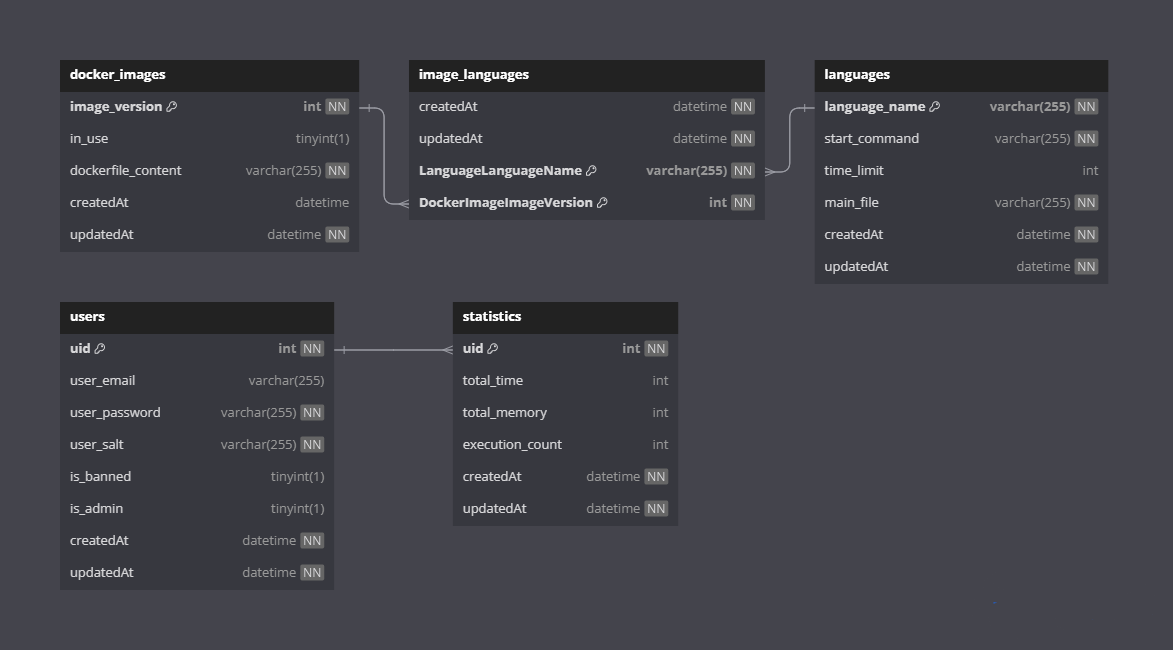 docker_images
image_version int NN
in_use tinyint(1)
dockerfile_content varchar(255) NN
createdAt datetime
updatedAt datetime NN
image_languages
createdAt datetime NN
updatedAt datetime NN
LanguageLanguageName varchar(255) NN
DockerImageImageVersion int NN
languages
language_name varchar(255) NN
start_command varchar(255) NN
time_limit int
main_file varchar(255) NN
createdAt datetime NN
updatedAt datetime NN
users
uid int NN
user_email varchar(255)
user_password varchar(255) NN
user_salt varchar(255) NN
is_banned tinyint(1)
is_admin tinyint(1)
createdAt datetime NN
updatedAt datetime NN
statistics
uid int NN
total_time int
total_memory int
execution_count int
createdAt datetime NN
updatedAt datetime NN